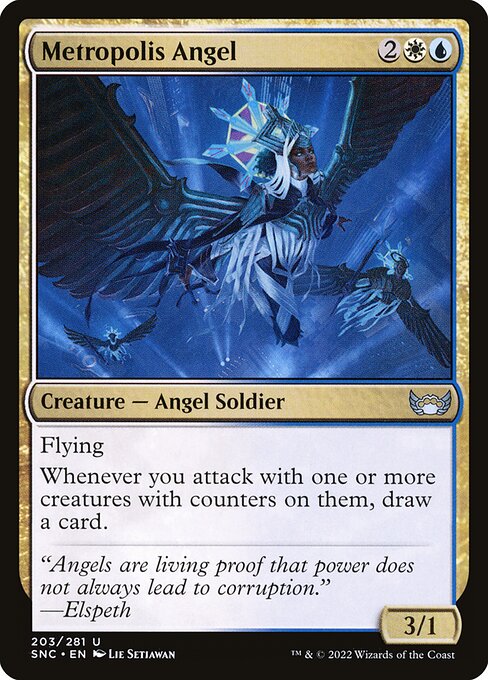 Metropolis Angel 2
Creature — Angel Soldier
Flying
Whenever you attack with one or more
creatures with counters on them, draw
a card.
“Angels are living proof that power does
not always lead to corruption.”
—Elspeth
3/1
203/281 U
SNC • EN Lie Setiawan
™ & © 2022 Wizards of the Coast